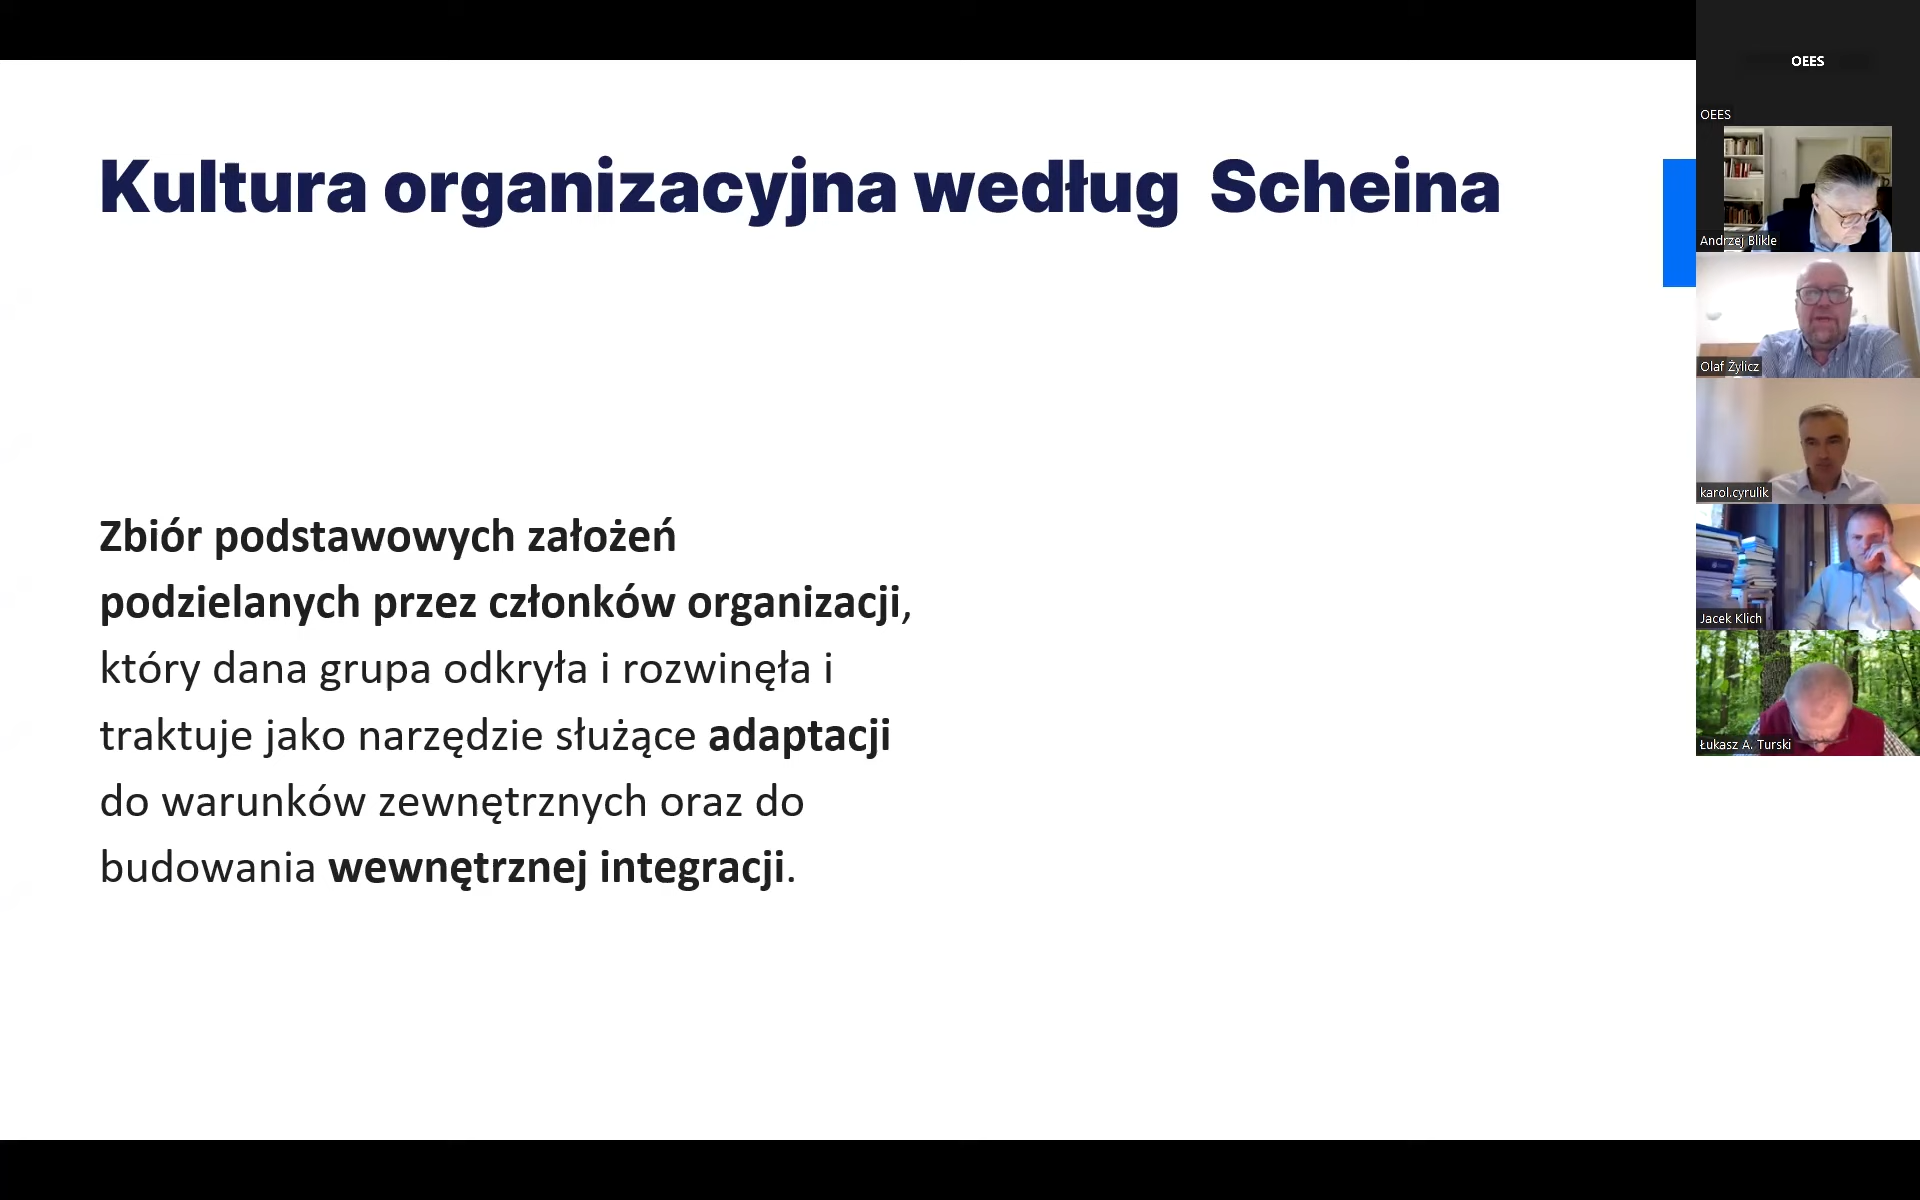 Kultura organizacyjna według Scheina
Zbiór podstawowych założeń
podzielanych przez członków organizacji,
który dana grupa odkryła i rozwinęła i
traktuje jako narzędzie służące adaptacji
do warunków zewnętrznych oraz do
budowania wewnętrznej integracji.
OEES
OEES
Andrzej Blikle
Olaf Żylicz
karol.cyrulik
Jacek Klich
Łukasz A. Turski